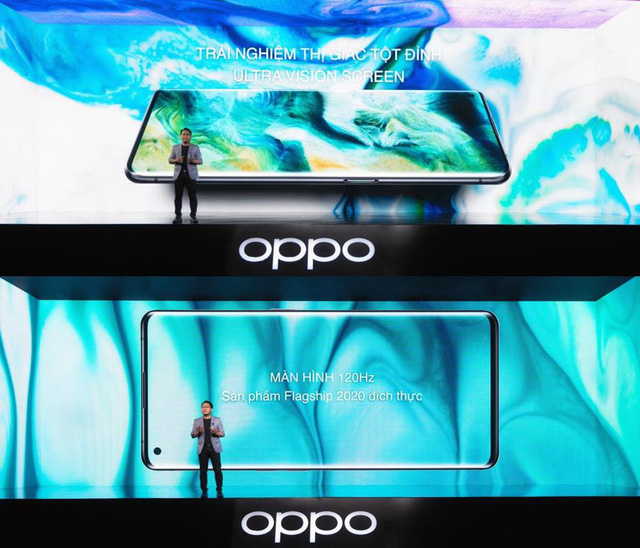 TRẢI NGHIỆM THỊ GIÁC TỘT ĐỈNH
ULTRA VISION SCREEN
oppo
MÀN HÌNH 120Hz
Sản phẩm Flagship 2020 đích thực
oppo